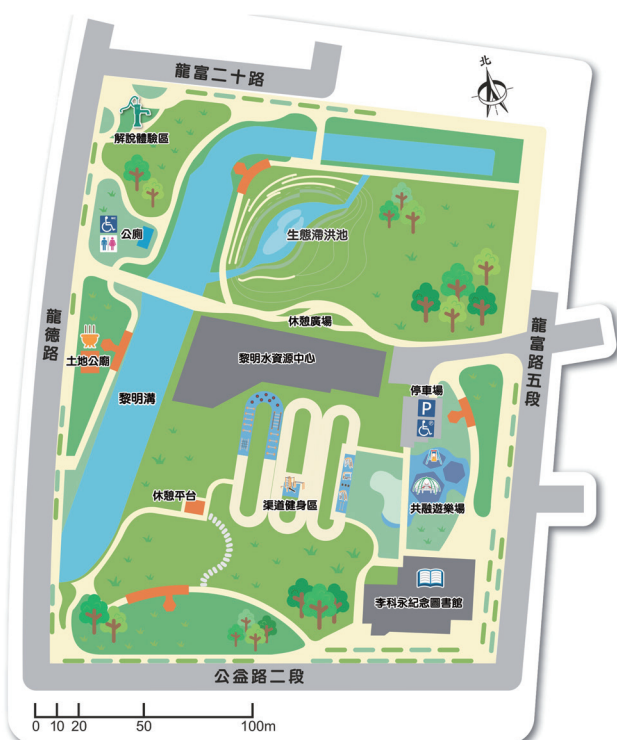 龍富二十路
北
解說體驗區
公廁
生態滯洪池
龍德路
休憩廣場
龍富路五段
土地公廟
黎明水資源中心
黎明溝
停車場
P
休憩平台
渠道健身區
共融遊樂場
李科永紀念圖書館
公益路二段
0 10 20 50 100m